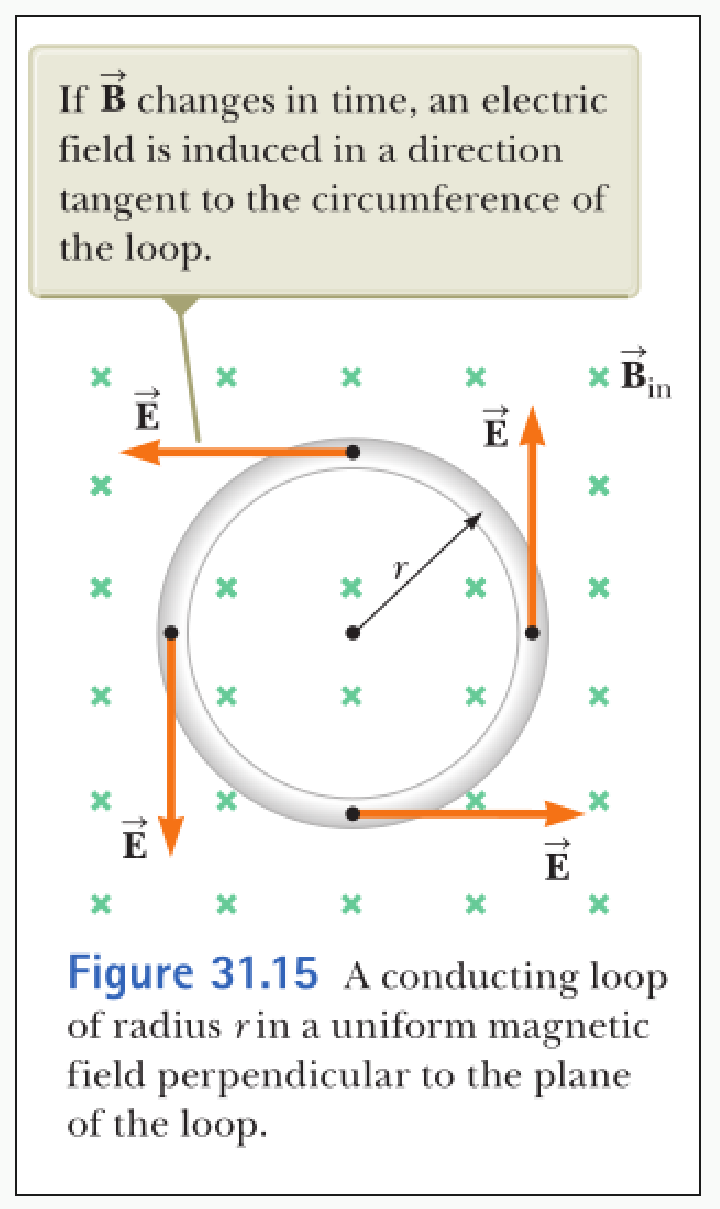 If B⃗ changes in time, an electric
field is induced in a direction
tangent to the circumference of
the loop.
B⃗in
E⃗
E⃗
r
E⃗
E⃗
Figure 31.15 A conducting loop
of radius r in a uniform magnetic
field perpendicular to the plane
of the loop.